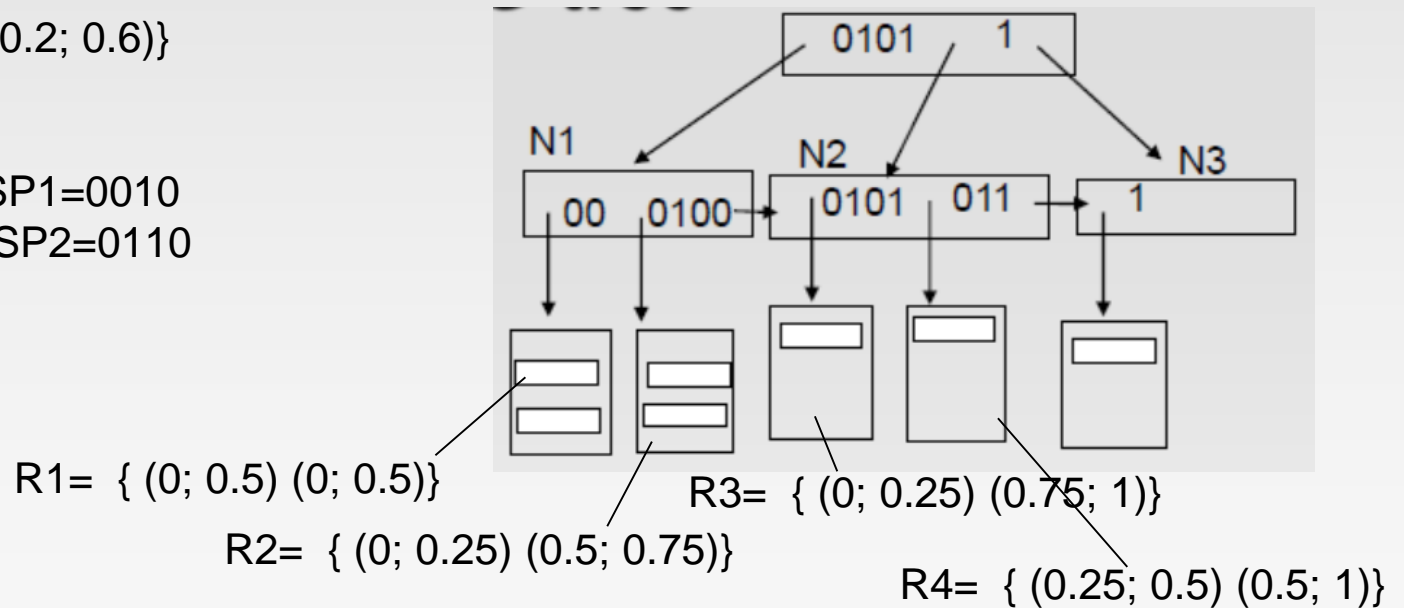 0.2; 0.6)}
SP1=0010
SP2=0110
0101 1
N1
N2
N3
00 0100
0101 011
1
R1= { (0; 0.5) (0; 0.5)}
R3= { (0; 0.25) (0.75; 1)}
R2= { (0; 0.25) (0.5; 0.75)}
R4= { (0.25; 0.5) (0.5; 1)}